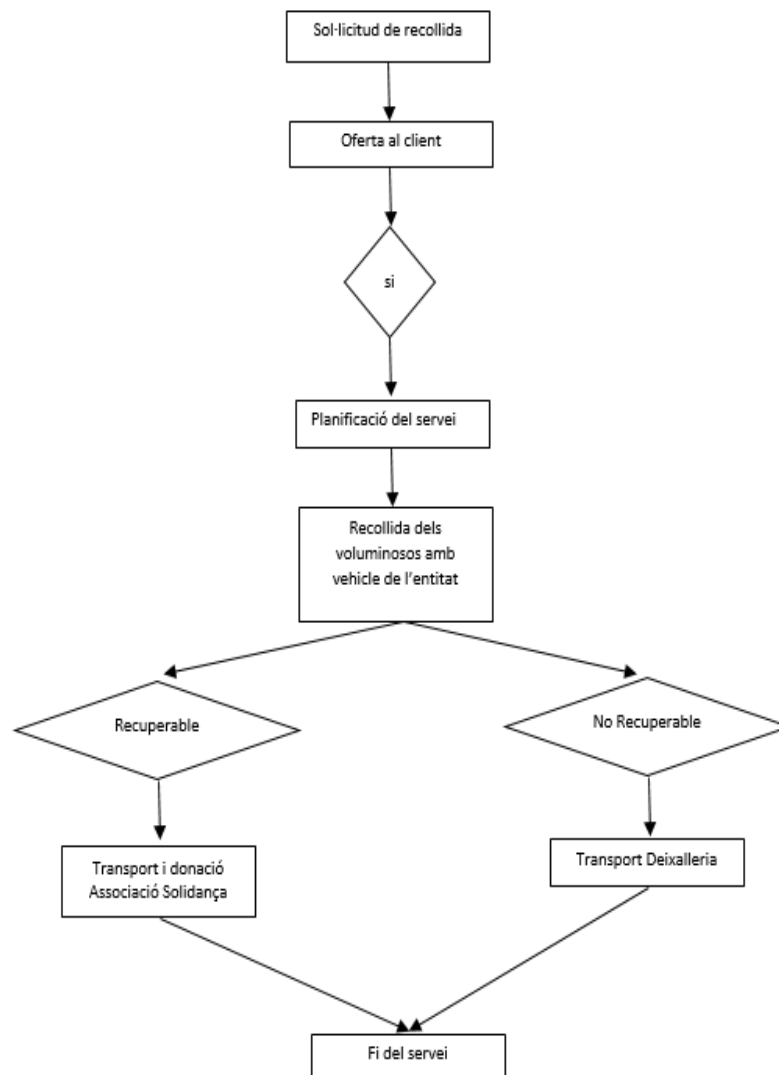 Sol·licitud de recollida
Oferta al client
si
Planificació del servei
Recollida dels
voluminosos amb
vehicle de l'entitat
Recuperable
No Recuperable
Transport i donació
Associació Solidança
Transport Deixalleria
Fi del servei